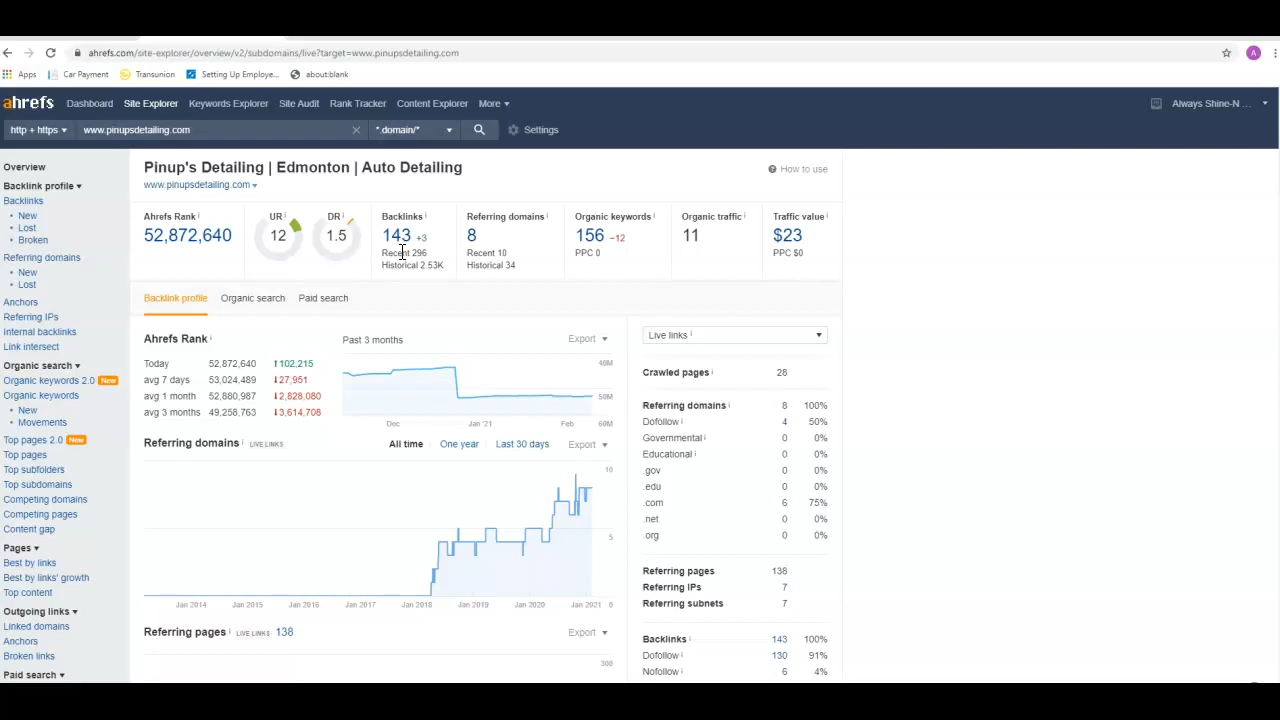 ahrefs.com/site-explorer/overview/v2/subdomains/live?target=www.pinupsdetailing.com
A
Apps Car Payment Transunion Setting Up Employe... about:blank
ahrefs Dashboard Site Explorer Keywords Explorer Site Audit Rank Tracker Content Explorer More Always Shine-N ...
http + https www.pinupsdetailing.com *.domain/* Settings
Overview
Backlink profile
Backlinks
New
Lost
Broken
Referring domains
New
Lost
Anchors
Referring IPs
Internal backlinks
Link intersect
Organic search
Organic keywords 2.0 New
Organic keywords
New
Movements
Top pages 2.0 New
Top pages
Top subfolders
Top subdomains
Competing domains
Competing pages
Content gap
Pages
Best by links
Best by links' growth
Top content
Outgoing links
Linked domains
Anchors
Broken links
Paid search
Pinup's Detailing | Edmonton | Auto Detailing
How to use
www.pinupsdetailing.com
Ahrefs Rank UR DR Backlinks Referring domains Organic keywords Organic traffic Traffic value
52,872,640 12 1.5 143 +3 8 156 −12 11 $23
Recent 296 Recent 10 PPC 0 PPC $0
Historical 2.53K Historical 34
Backlink profile Organic search Paid search
Ahrefs Rank Past 3 months Export
Today 52,872,640 102,215
avg 7 days 53,024,489 27,951
avg 1 month 52,880,987 2,828,080
avg 3 months 49,258,763 3,614,708
40M
50M
60M
Dec Jan '21 Feb
Referring domains LIVE LINKS All time One year Last 30 days Export
10
5
0
Jan 2014 Jan 2015 Jan 2016 Jan 2017 Jan 2018 Jan 2019 Jan 2020 Jan 2021
Referring pages LIVE LINKS 138 Export
300
Live links
Crawled pages 28
Referring domains 8 100%
Dofollow 4 50%
Governmental 0 0%
Educational 0 0%
.gov 0 0%
.edu 0 0%
.com 6 75%
.net 0 0%
.org 0 0%
Referring pages 138
Referring IPs 7
Referring subnets 7
Backlinks 143 100%
Dofollow 130 91%
Nofollow 6 4%